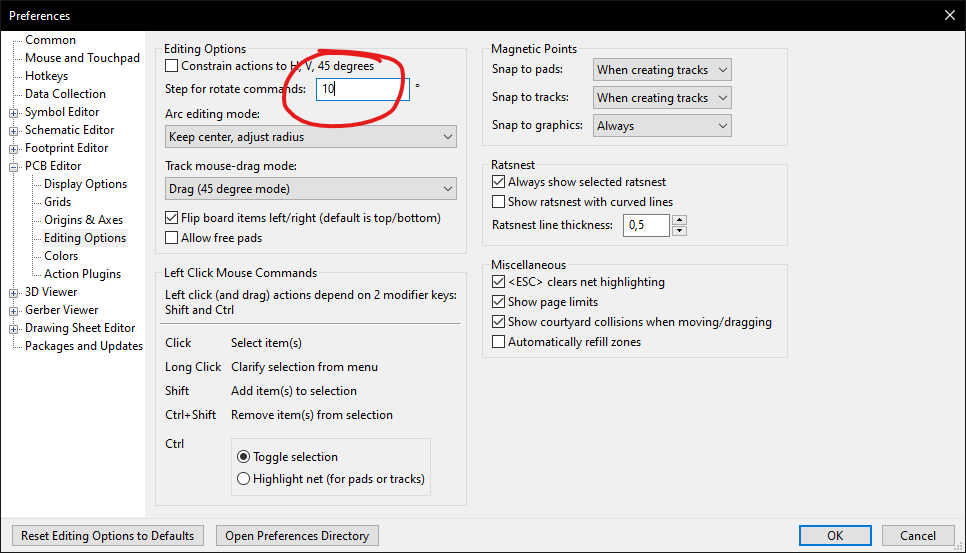 Preferences
Common
Mouse and Touchpad
Hotkeys
Data Collection
Symbol Editor
Schematic Editor
Footprint Editor
PCB Editor
Display Options
Grids
Origins & Axes
Editing Options
Colors
Action Plugins
3D Viewer
Gerber Viewer
Drawing Sheet Editor
Packages and Updates
Editing Options
Constrain actions to H, V, 45 degrees
Step for rotate commands: 10 °
Arc editing mode:
Keep center, adjust radius
Track mouse-drag mode:
Drag (45 degree mode)
Flip board items left/right (default is top/bottom)
Allow free pads
Left Click Mouse Commands
Left click (and drag) actions depend on 2 modifier keys:
Shift and Ctrl
Click Select item(s)
Long Click Clarify selection from menu
Shift Add item(s) to selection
Ctrl+Shift Remove item(s) from selection
Ctrl
Toggle selection
Highlight net (for pads or tracks)
Magnetic Points
Snap to pads: When creating tracks
Snap to tracks: When creating tracks
Snap to graphics: Always
Ratsnest
Always show selected ratsnest
Show ratsnest with curved lines
Ratsnest line thickness: 0,5
Miscellaneous
<ESC> clears net highlighting
Show page limits
Show courtyard collisions when moving/dragging
Automatically refill zones
Reset Editing Options to Defaults
Open Preferences Directory
OK
Cancel